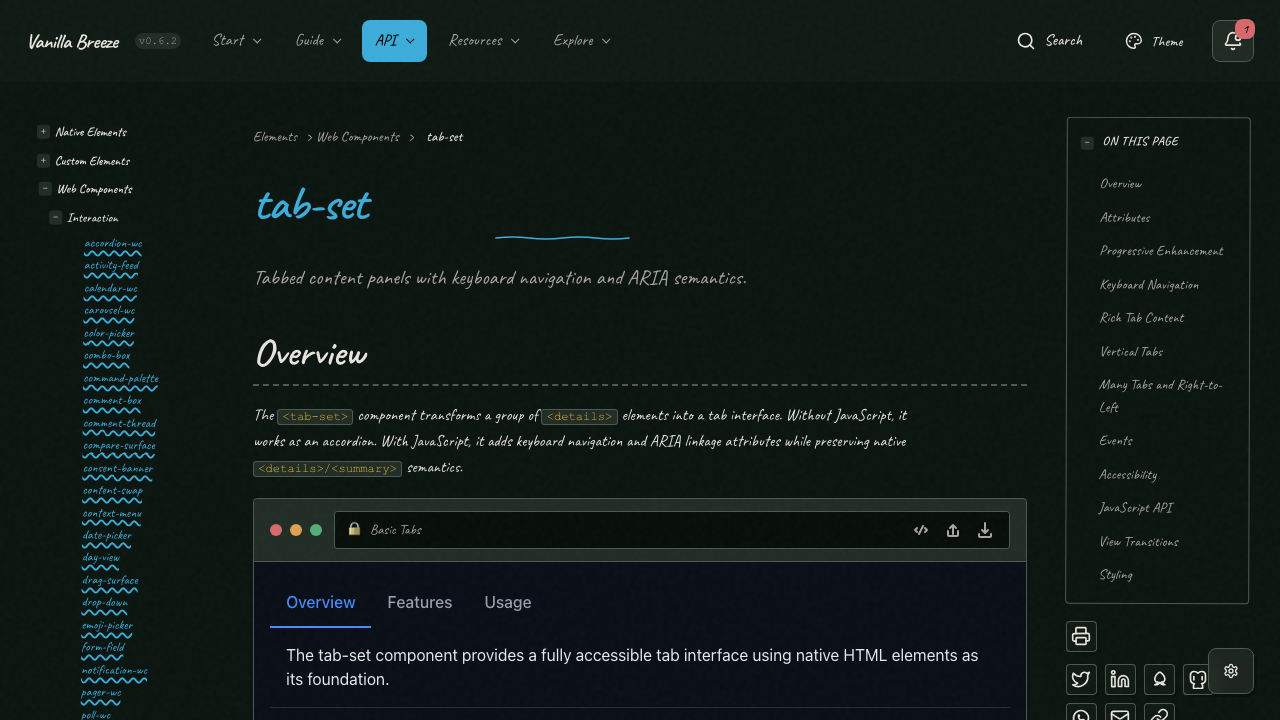 Vanilla Breeze v0.6.2 Start Guide API Resources Explore Search Theme 1
+ Native Elements
+ Custom Elements
− Web Components
− Interaction
accordion-wc
activity-feed
calendar-wc
carousel-wc
color-picker
combo-box
command-palette
comment-box
comment-thread
compare-surface
consent-banner
content-swap
context-menu
date-picker
day-view
drag-surface
drop-down
emoji-picker
form-field
notification-wc
pager-wc
poll-wc
Elements > Web Components > tab-set
tab-set
Tabbed content panels with keyboard navigation and ARIA semantics.
Overview
The <tab-set> component transforms a group of <details> elements into a tab interface. Without JavaScript, it
works as an accordion. With JavaScript, it adds keyboard navigation and ARIA linkage attributes while preserving native
<details>/<summary> semantics.
Basic Tabs
Overview Features Usage
The tab-set component provides a fully accessible tab interface using native HTML elements as
its foundation.
− ON THIS PAGE
Overview
Attributes
Progressive Enhancement
Keyboard Navigation
Rich Tab Content
Vertical Tabs
Many Tabs and Right-to-
Left
Events
Accessibility
JavaScript API
View Transitions
Styling